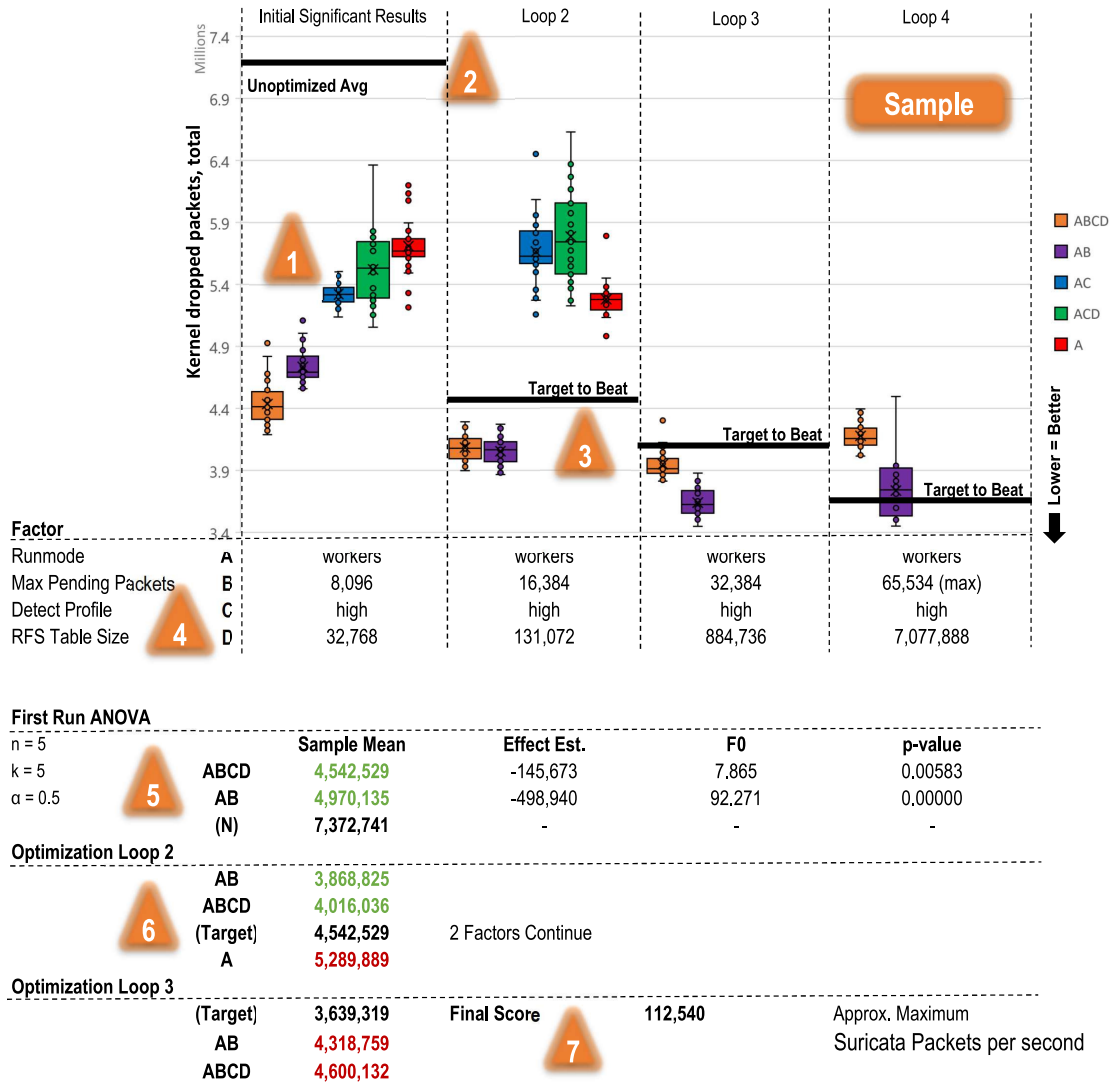 Initial Significant Results Loop 2 Loop 3 Loop 4
7.4
Millions
Unoptimized Avg
2
Sample
6.9
6.4
5.9
5.4
4.9
4.4
3.9
3.4
Kernel dropped packets, total
1
ABCD
AB
AC
ACD
A
Target to Beat
3
Target to Beat
Target to Beat
Lower = Better
Factor
Runmode A workers workers workers workers
Max Pending Packets B 8,096 16,384 32,384 65,534 (max)
Detect Profile C high high high high
RFS Table Size 4 D 32,768 131,072 884,736 7,077,888
First Run ANOVA
n = 5 Sample Mean Effect Est. F0 p-value
k = 5 ABCD 4,542,529 -145,673 7.865 0.00583
α = 0.5 5 AB 4,970,135 -498,940 92,271 0.00000
(N) 7,372,741 - - -
Optimization Loop 2
AB 3,868,825
ABCD 4,016,036
6 (Target) 4,542,529 2 Factors Continue
A 5,289,889
Optimization Loop 3
(Target) 3,639,319 Final Score 112,540 Approx. Maximum
AB 4,318,759 7 Suricata Packets per second
ABCD 4,600,132